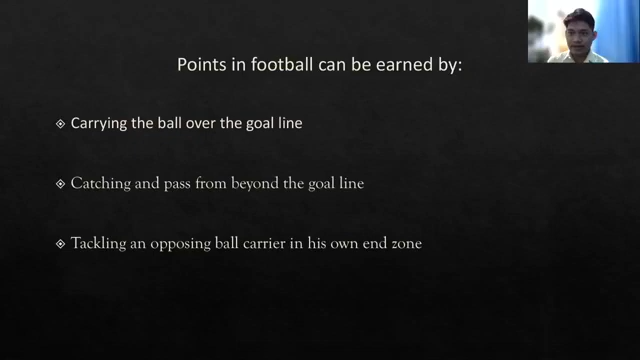 Points in football can be earned by:
Carrying the ball over the goal line
Catching and pass from beyond the goal line
Tackling an opposing ball carrier in his own end zone